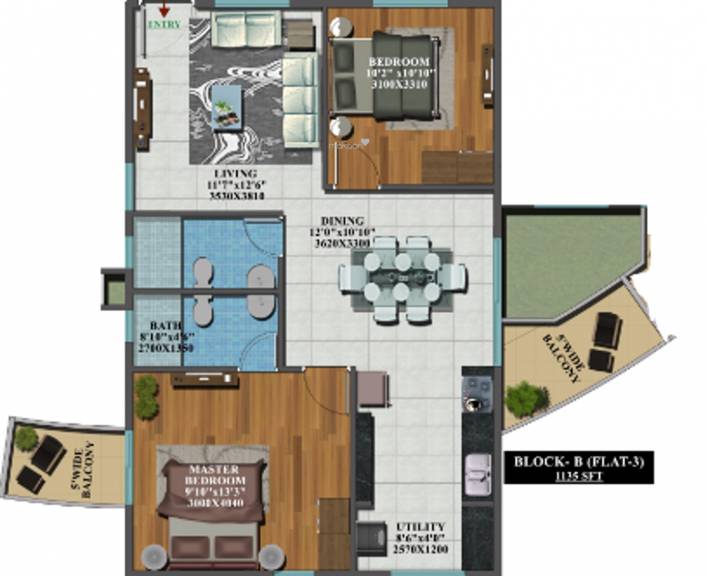 ENTRY
BEDROOM
10'2" x10'10"
3100X3310
LIVING
11'7"x12'6"
3530X3810
DINING
12'0"x10'10"
3620X3300
BATH
8'10"x4'6"
2700X1350
5'WIDE
BALCONY
5'WIDE
BALCONY
BLOCK- B (FLAT-3)
1135 SFT
MASTER
BEDROOM
9'10"x13'3"
3000X4040
UTILITY
8'6"x4'0"
2570X1200